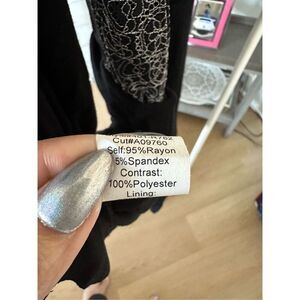 Cut#A09760
Self:95%Rayon
5%Spandex
Contrast:
100%Polyester
Lining: